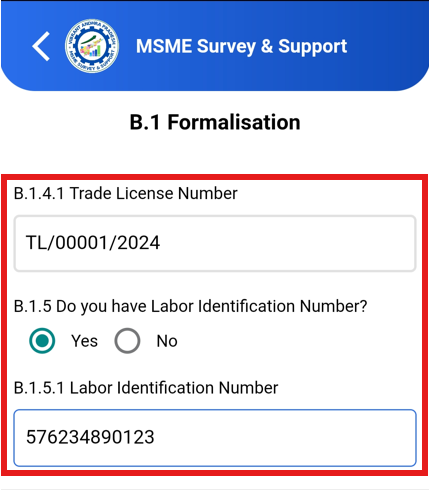 MSME Survey & Support
B.1 Formalisation
B.1.4.1 Trade License Number
TL/00001/2024
B.1.5 Do you have Labor Identification Number?
Yes No
B.1.5.1 Labor Identification Number
576234890123